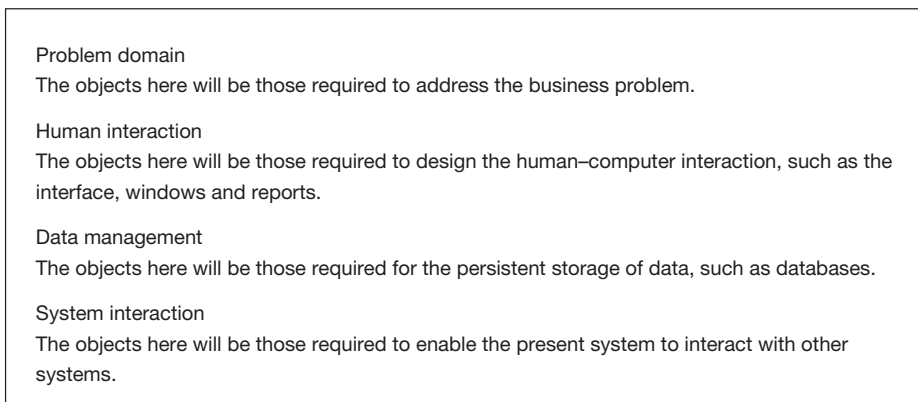 Problem domain
The objects here will be those required to address the business problem.
Human interaction
The objects here will be those required to design the human–computer interaction, such as the
interface, windows and reports.
Data management
The objects here will be those required for the persistent storage of data, such as databases.
System interaction
The objects here will be those required to enable the present system to interact with other
systems.